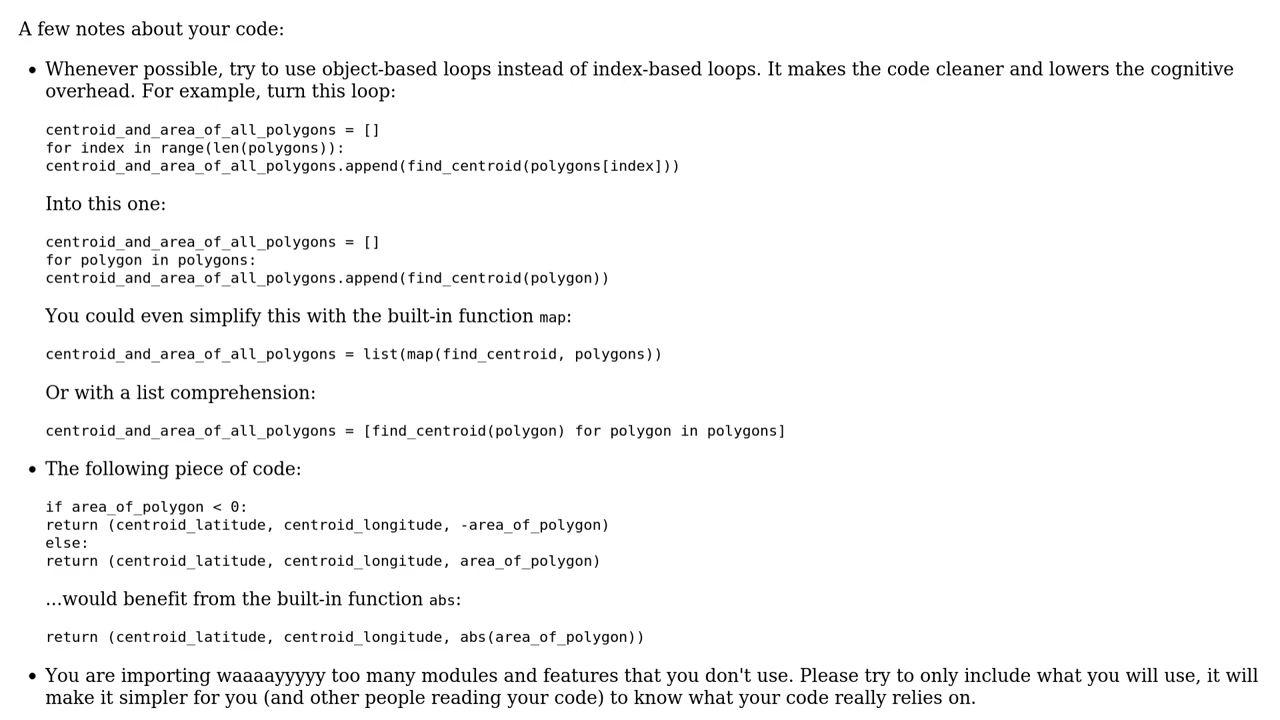 A few notes about your code:
• Whenever possible, try to use object-based loops instead of index-based loops. It makes the code cleaner and lowers the cognitive
overhead. For example, turn this loop:
centroid_and_area_of_all_polygons = []
for index in range(len(polygons)):
centroid_and_area_of_all_polygons.append(find_centroid(polygons[index]))
Into this one:
centroid_and_area_of_all_polygons = []
for polygon in polygons:
centroid_and_area_of_all_polygons.append(find_centroid(polygon))
You could even simplify this with the built-in function map:
centroid_and_area_of_all_polygons = list(map(find_centroid, polygons))
Or with a list comprehension:
centroid_and_area_of_all_polygons = [find_centroid(polygon) for polygon in polygons]
• The following piece of code:
if area_of_polygon < 0:
return (centroid_latitude, centroid_longitude, -area_of_polygon)
else:
return (centroid_latitude, centroid_longitude, area_of_polygon)
...would benefit from the built-in function abs:
return (centroid_latitude, centroid_longitude, abs(area_of_polygon))
• You are importing waaaayyyyy too many modules and features that you don't use. Please try to only include what you will use, it will
make it simpler for you (and other people reading your code) to know what your code really relies on.